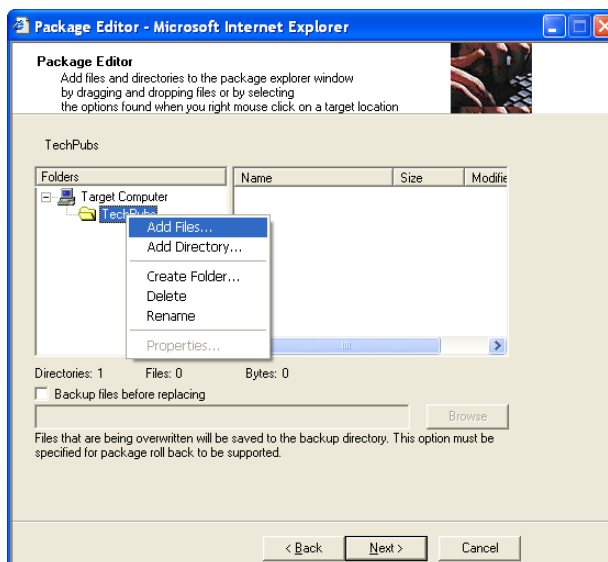 Package Editor - Microsoft Internet Explorer
Package Editor
Add files and directories to the package explorer window
by dragging and dropping files or by selecting
the options found when you right mouse click on a target location
TechPubs
Folders
Name Size Modifie
Target Computer
TechPubs
Add Files...
Add Directory...
Create Folder...
Delete
Rename
Properties...
Directories: 1 Files: 0 Bytes: 0
Backup files before replacing
Browse
Files that are being overwritten will be saved to the backup directory. This option must be
specified for package roll back to be supported.
< Back Next > Cancel